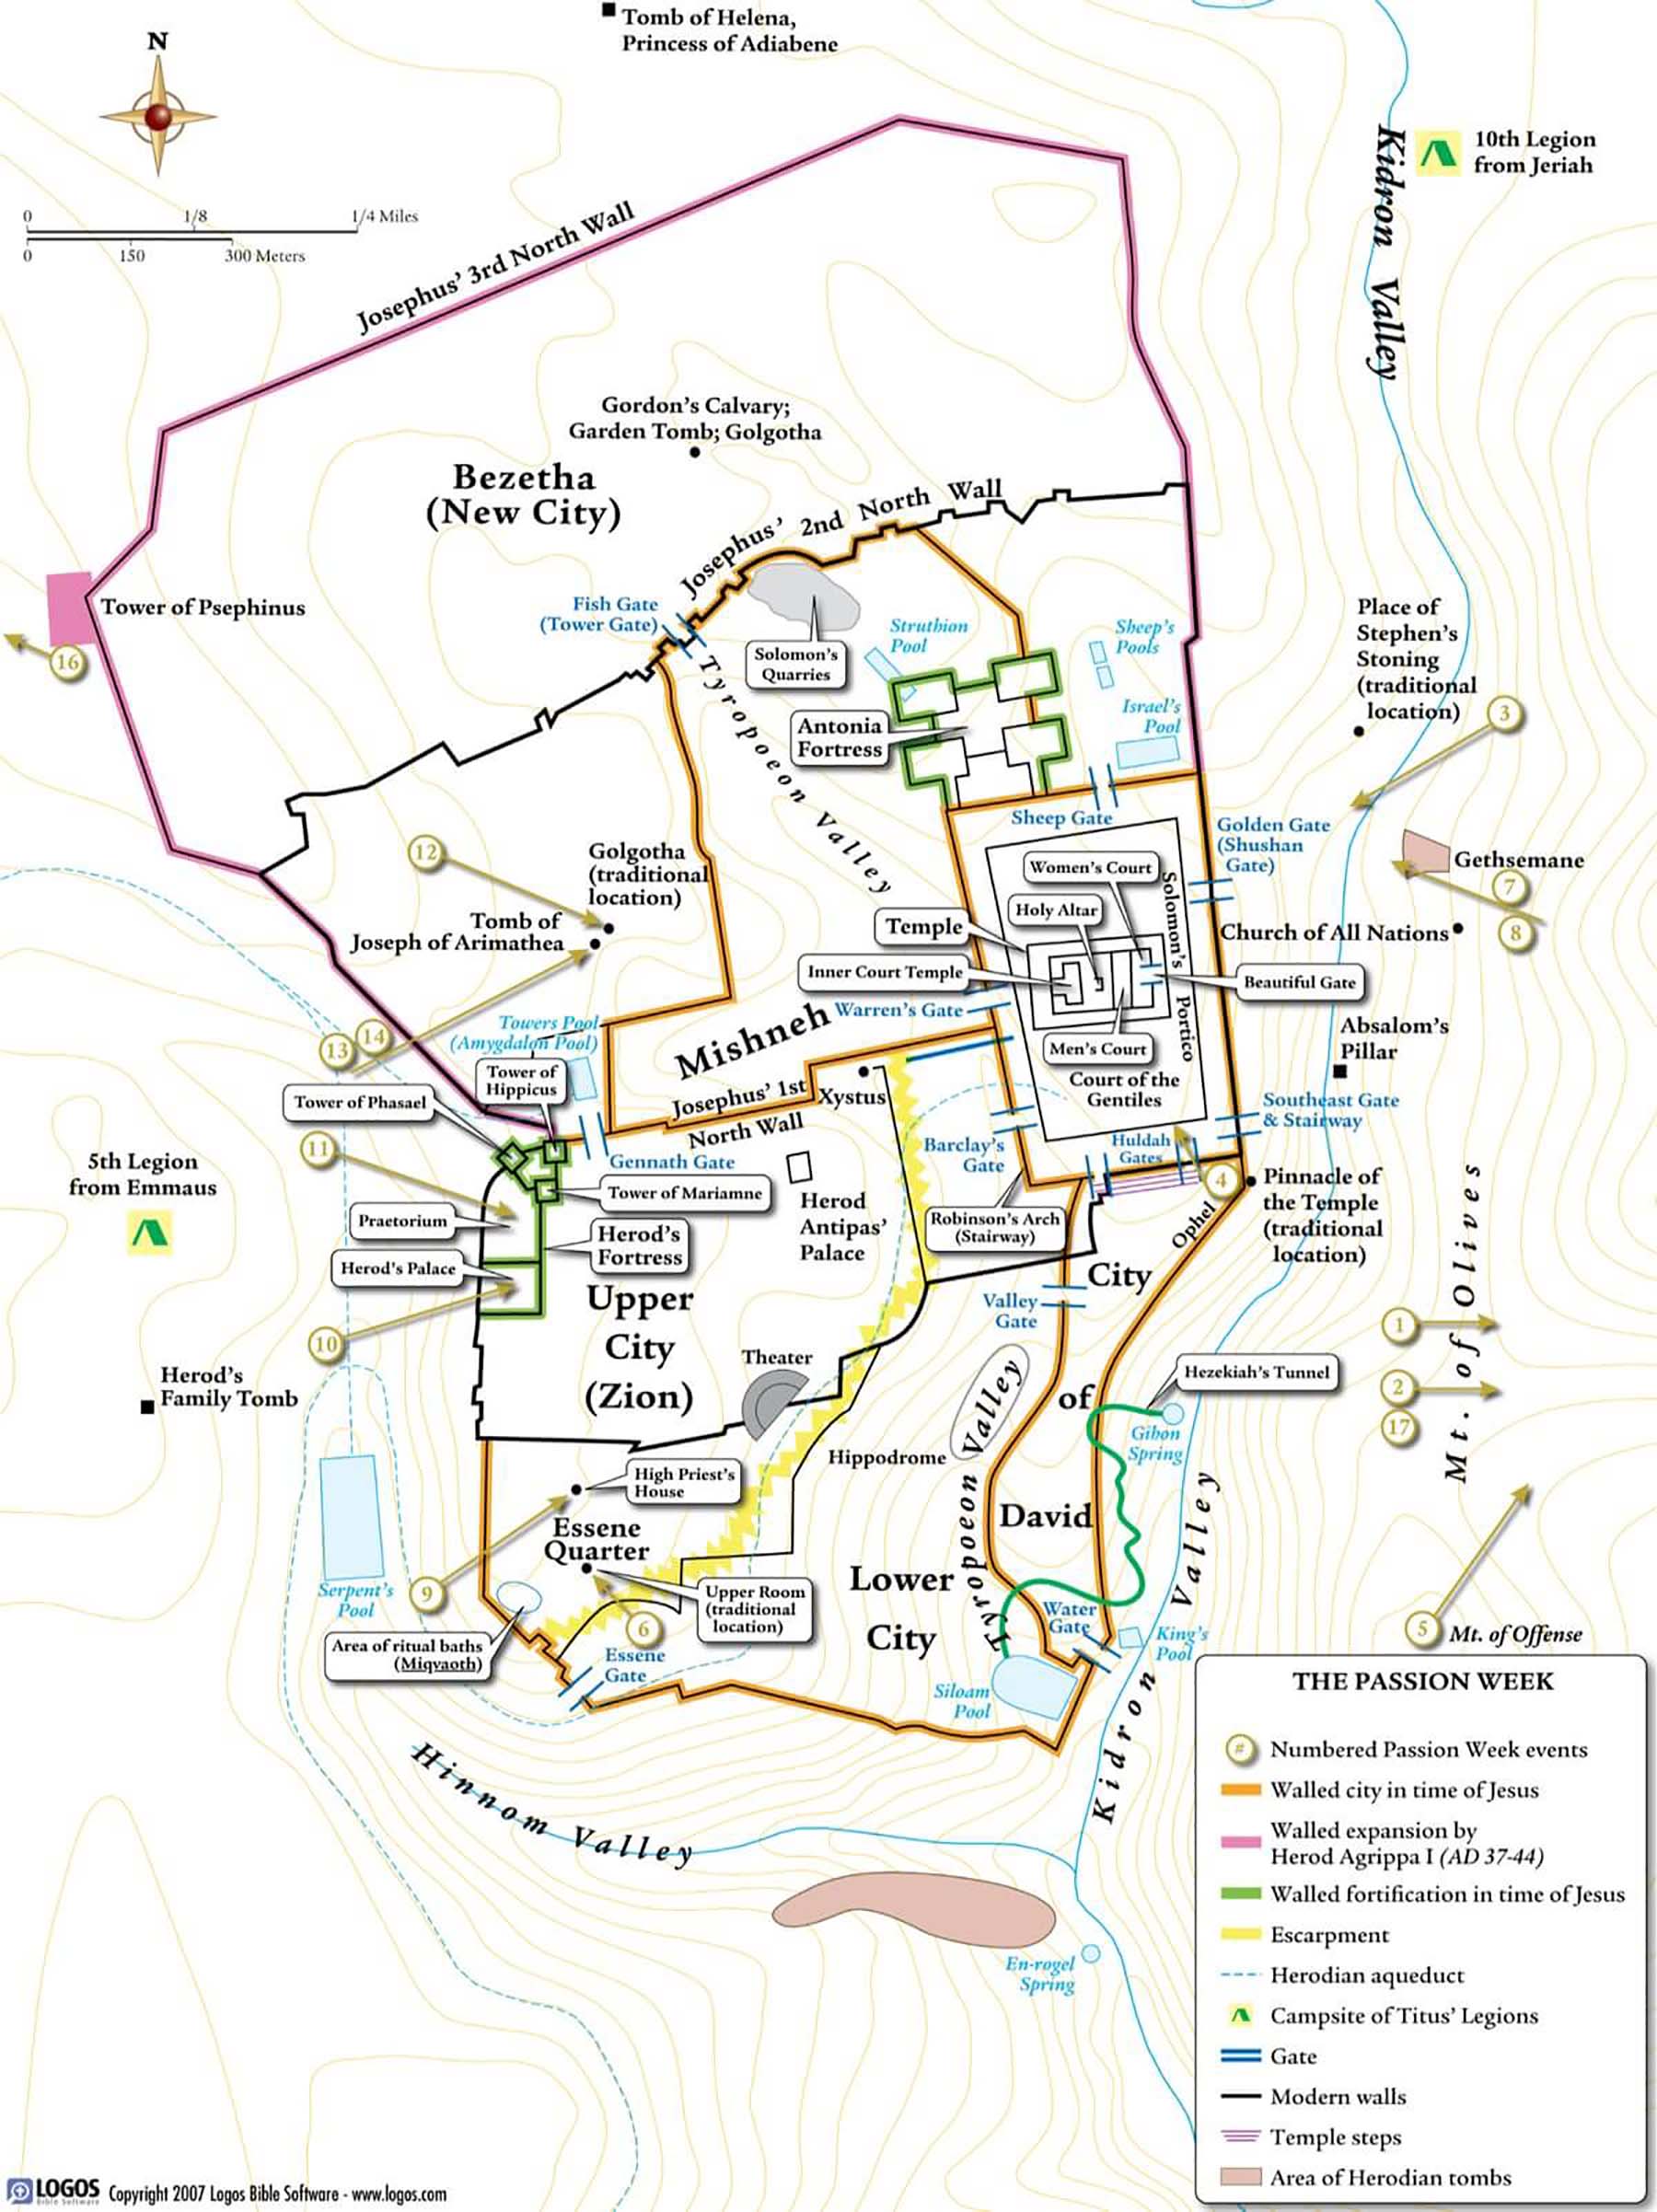 Tomb of Helena,
Princess of Adiabene
N
0 1/8 1/4 Miles
0 150 300 Meters
10th Legion
from Jeriah
Kidron Valley
Josephus' 3rd North Wall
Gordon's Calvary;
Garden Tomb; Golgotha
Bezetha
(New City)
Josephus' 2nd North Wall
Tower of Psephinus
16
Fish Gate
(Tower Gate)
Solomon's
Quarries
Struthion
Pool
Sheep's
Pools
Israel's
Pool
Antonia
Fortress
Tyropoeon Valley
Place of
Stephen's
Stoning
(traditional
location)
3
Sheep Gate
Golden Gate
(Shushan
Gate)
Gethsemane
7
8
Church of All Nations
12
Golgotha
(traditional
location)
Tomb of
Joseph of Arimathea
Women's Court
Holy Altar
Temple
Inner Court Temple
Solomon's Portico
Beautiful Gate
Warren's Gate
Men's Court
Court of the
Gentiles
Absalom's
Pillar
13
14
Towers Pool
(Amygdalon Pool)
Mishneh
Tower of
Hippicus
Tower of Phasael
Josephus' 1st
North Wall
Xystus
Southeast Gate
& Stairway
Barclay's
Gate
Huldah
Gates
4
Pinnacle of
the Temple
(traditional
location)
11
5th Legion
from Emmaus
Gennath Gate
Tower of Mariamne
Praetorium
Herod's
Fortress
Herod
Antipas'
Palace
Robinson's Arch
(Stairway)
Ophel
Herod's Palace
10
Upper
City
(Zion)
City
of
David
Valley
Gate
Mt. of Olives
1
2
17
Herod's
Family Tomb
Theater
Hezekiah's Tunnel
Gihon
Spring
Hippodrome
Tyropoeon Valley
High Priest's
House
Essene
Quarter
9
Serpent's
Pool
Upper Room
(traditional
location)
6
Area of ritual baths
(Miqvaoth)
Essene
Gate
Lower
City
Water
Gate
King's
Pool
Siloam
Pool
Kidron Valley
5
Mt. of Offense
Hinnom Valley
En-rogel
Spring
THE PASSION WEEK
# Numbered Passion Week events
Walled city in time of Jesus
Walled expansion by
Herod Agrippa I (AD 37-44)
Walled fortification in time of Jesus
Escarpment
Herodian aqueduct
Campsite of Titus' Legions
Gate
Modern walls
Temple steps
Area of Herodian tombs
LOGOS
Bible Software
Copyright 2007 Logos Bible Software - www.logos.com